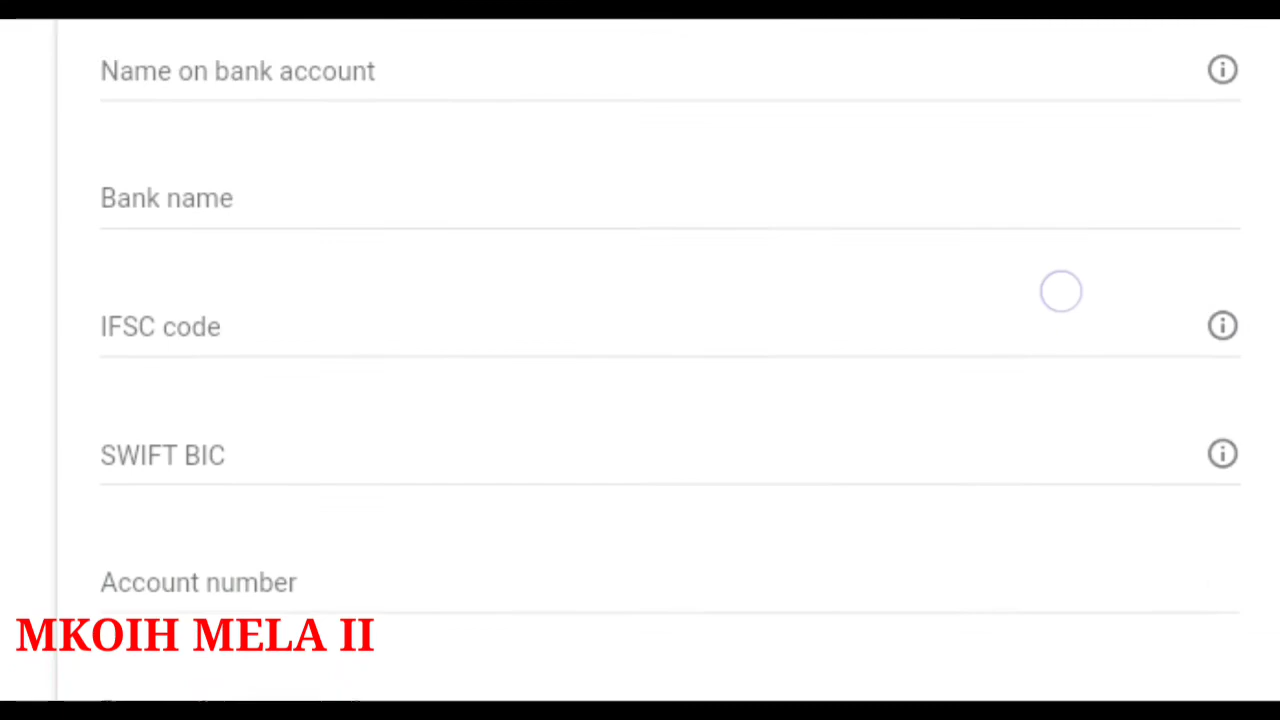 Name on bank account
Bank name
IFSC code
SWIFT BIC
Account number
MKOIH MELA II